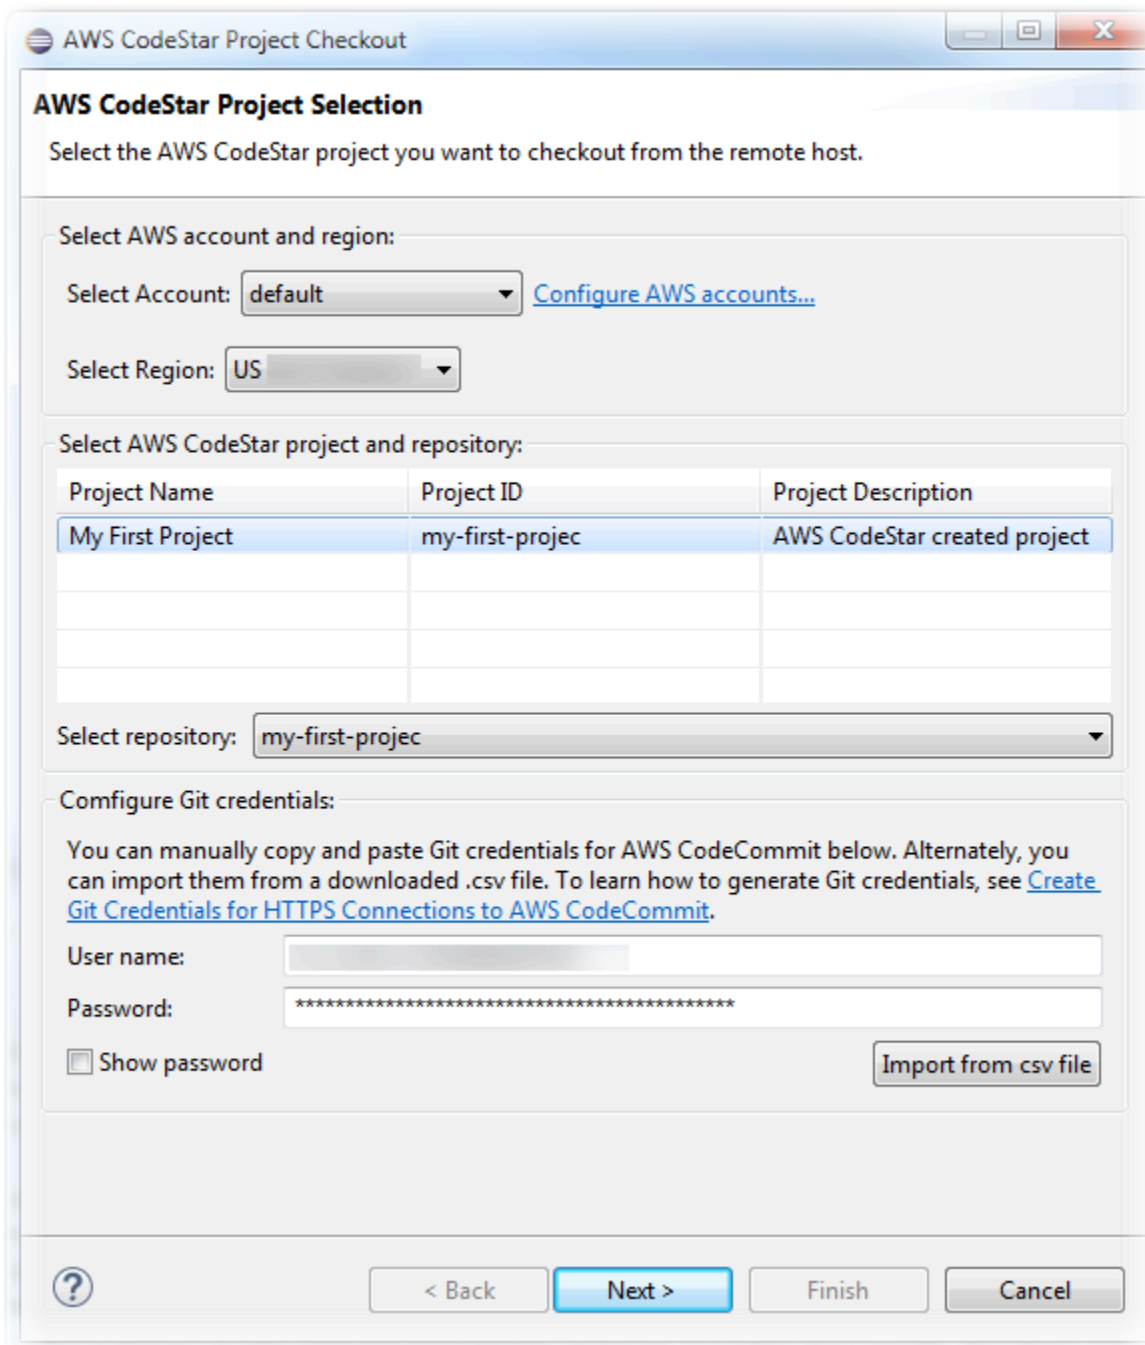 AWS CodeStar Project Checkout
AWS CodeStar Project Selection
Select the AWS CodeStar project you want to checkout from the remote host.
Select AWS account and region:
Select Account: default Configure AWS accounts...
Select Region: US
Select AWS CodeStar project and repository:
Project Name Project ID Project Description
My First Project my-first-projec AWS CodeStar created project
Select repository: my-first-projec
Comfigure Git credentials:
You can manually copy and paste Git credentials for AWS CodeCommit below. Alternately, you
can import them from a downloaded .csv file. To learn how to generate Git credentials, see Create
Git Credentials for HTTPS Connections to AWS CodeCommit.
User name:
Password: ********************************************
Show password Import from csv file
? < Back Next > Finish Cancel